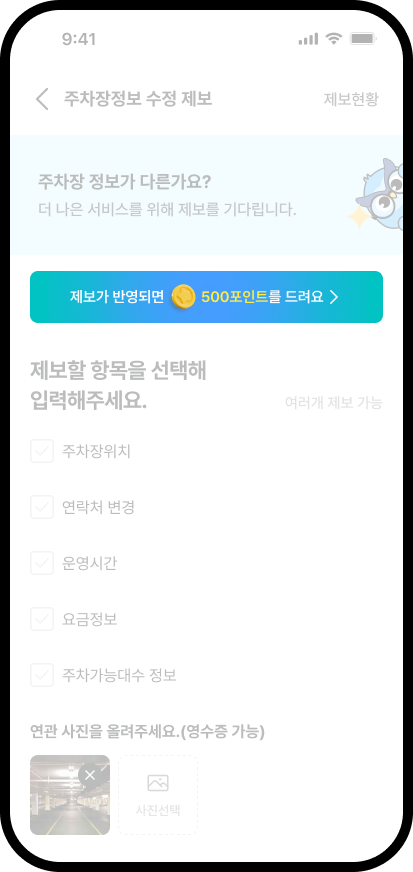 9:41
주차장정보 수정 제보
제보현황
주차장 정보가 다른가요?
더 나은 서비스를 위해 제보를 기다립니다.
제보가 반영되면 500포인트를 드려요
제보할 항목을 선택해
입력해주세요.
여러개 제보 가능
주차장위치
연락처 변경
운영시간
요금정보
주차가능대수 정보
연관 사진을 올려주세요.(영수증 가능)
사진선택